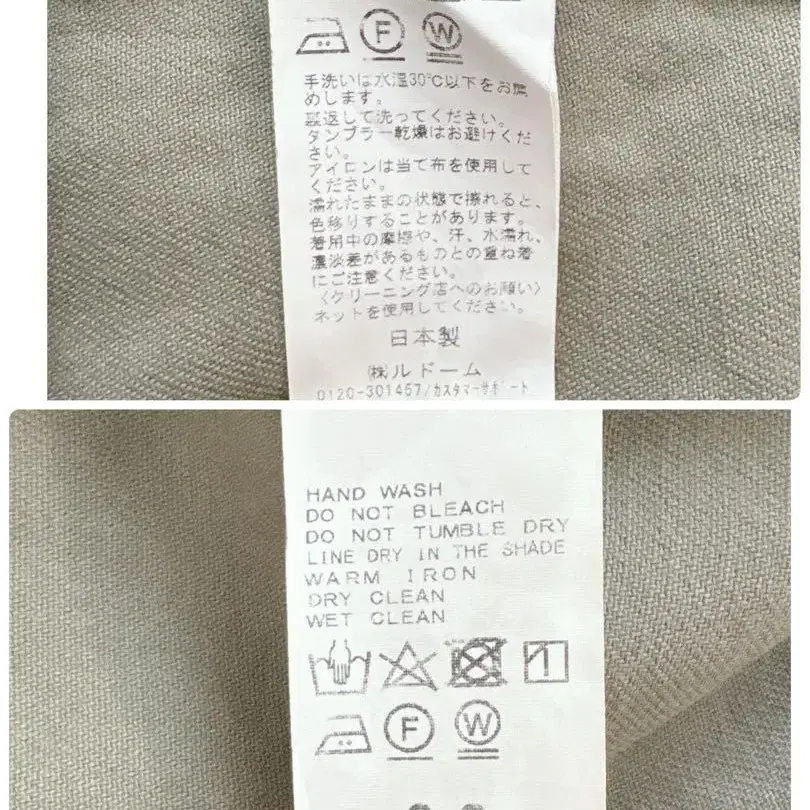 F W
手洗いは水温30℃以下をお薦
めします。
裏返して洗ってください。
タンブラー乾燥はお避けくだ
さい。
アイロンは当て布を使用して
ください。
濡れたままの状態で擦れると、
色移りすることがあります。
着用中の摩擦や、汗、水濡れ、
濃淡差があるものとの重ね着
にご注意ください。
〈クリーニング店へのお願い〉
ネットを使用してください。
日本製
㈱ルドーム
0120-301457/カスタマーサポート
HAND WASH
DO NOT BLEACH
DO NOT TUMBLE DRY
LINE DRY IN THE SHADE
WARM IRON
DRY CLEAN
WET CLEAN
F W